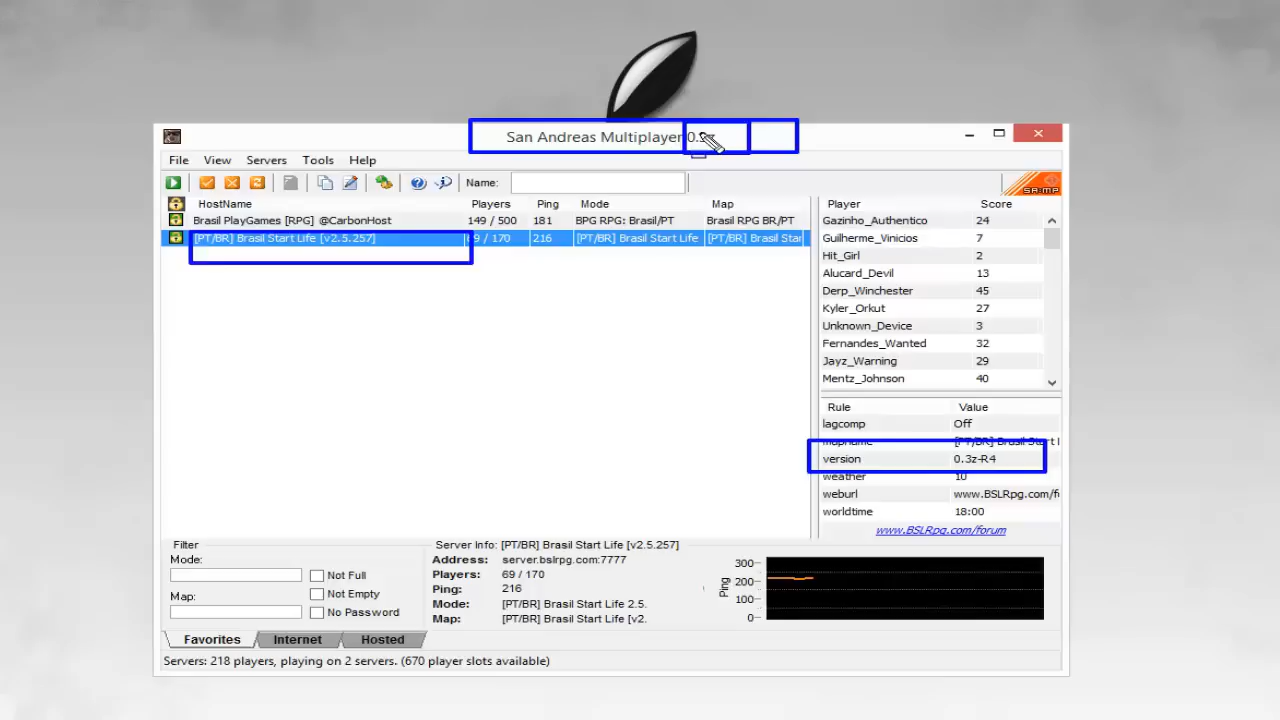 San Andreas Multiplayer
File View Servers Tools Help
Name:
SA:MP
HostName Players Ping Mode Map
Brasil PlayGames [RPG] @CarbonHost 149 / 500 181 BPG RPG: Brasil/PT Brasil RPG BR/PT
[PT/BR] Brasil Start Life [v2.5.257] / 170 216 [PT/BR] Brasil Start Life [PT/BR] Brasil Star
Player Score
Gazinho_Authentico 24
Guilherme_Vinicios 7
Hit_Girl 2
Alucard_Devil 13
Derp_Winchester 45
Kyler_Orkut 27
Unknown_Device 3
Fernandes_Wanted 32
Jayz_Warning 29
Mentz_Johnson 40
Rule Value
lagcomp Off
mapname [PT/BR] Brasil Start l
version 0.3z-R4
weather 10
weburl www.BSLRpg.com/f
worldtime 18:00
www.BSLRpg.com/forum
Filter
Mode:
Map:
Not Full
Not Empty
No Password
Server Info: [PT/BR] Brasil Start Life [v2.5.257]
Address: server.bslrpg.com:7777
Players: 69 / 170
Ping: 216
Mode: [PT/BR] Brasil Start Life 2.5.
Map: [PT/BR] Brasil Start Life [v2.
Ping
300
200
100
0
Favorites Internet Hosted
Servers: 218 players, playing on 2 servers. (670 player slots available)